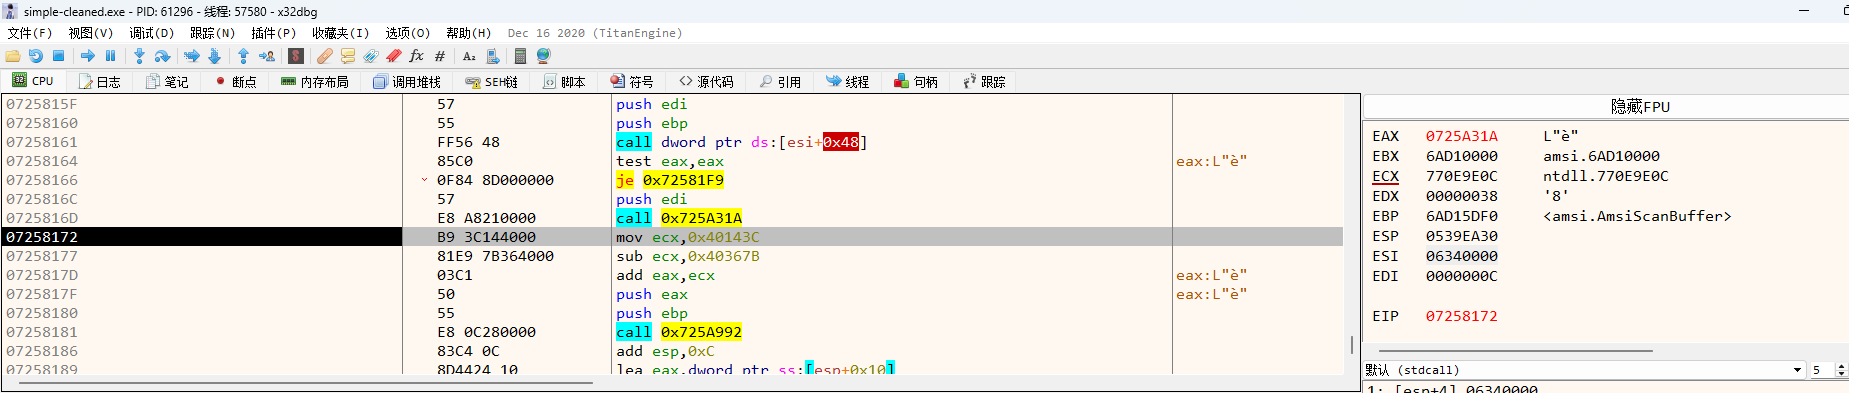 simple-cleaned.exe - PID: 61296 - 线程: 57580 - x32dbg
文件(F) 视图(V) 调试(D) 跟踪(N) 插件(P) 收藏夹(I) 选项(O) 帮助(H) Dec 16 2020 (TitanEngine)
CPU 日志 笔记 断点 内存布局 调用堆栈 SEH链 脚本 符号 源代码 引用 线程 句柄 跟踪
0725815F 57 push edi
07258160 55 push ebp
07258161 FF56 48 call dword ptr ds:[esi+0x48]
07258164 85C0 test eax,eax eax:L"è"
07258166 0F84 8D000000 je 0x72581F9
0725816C 57 push edi
0725816D E8 A8210000 call 0x725A31A
07258172 B9 3C144000 mov ecx,0x40143C
07258177 81E9 7B364000 sub ecx,0x40367B
0725817D 03C1 add eax,ecx eax:L"è"
0725817F 50 push eax eax:L"è"
07258180 55 push ebp
07258181 E8 0C280000 call 0x725A992
07258186 83C4 0C add esp,0xC
07258189 8D4424 10 lea eax,dword ptr ss:[esp+0x10]
隐藏FPU
EAX 0725A31A L"è"
EBX 6AD10000 amsi.6AD10000
ECX 770E9E0C ntdll.770E9E0C
EDX 00000038 '8'
EBP 6AD15DF0 <amsi.AmsiScanBuffer>
ESP 0539EA30
ESI 06340000
EDI 0000000C
EIP 07258172
默认 (stdcall) 5
1: [esp+4] 06340000